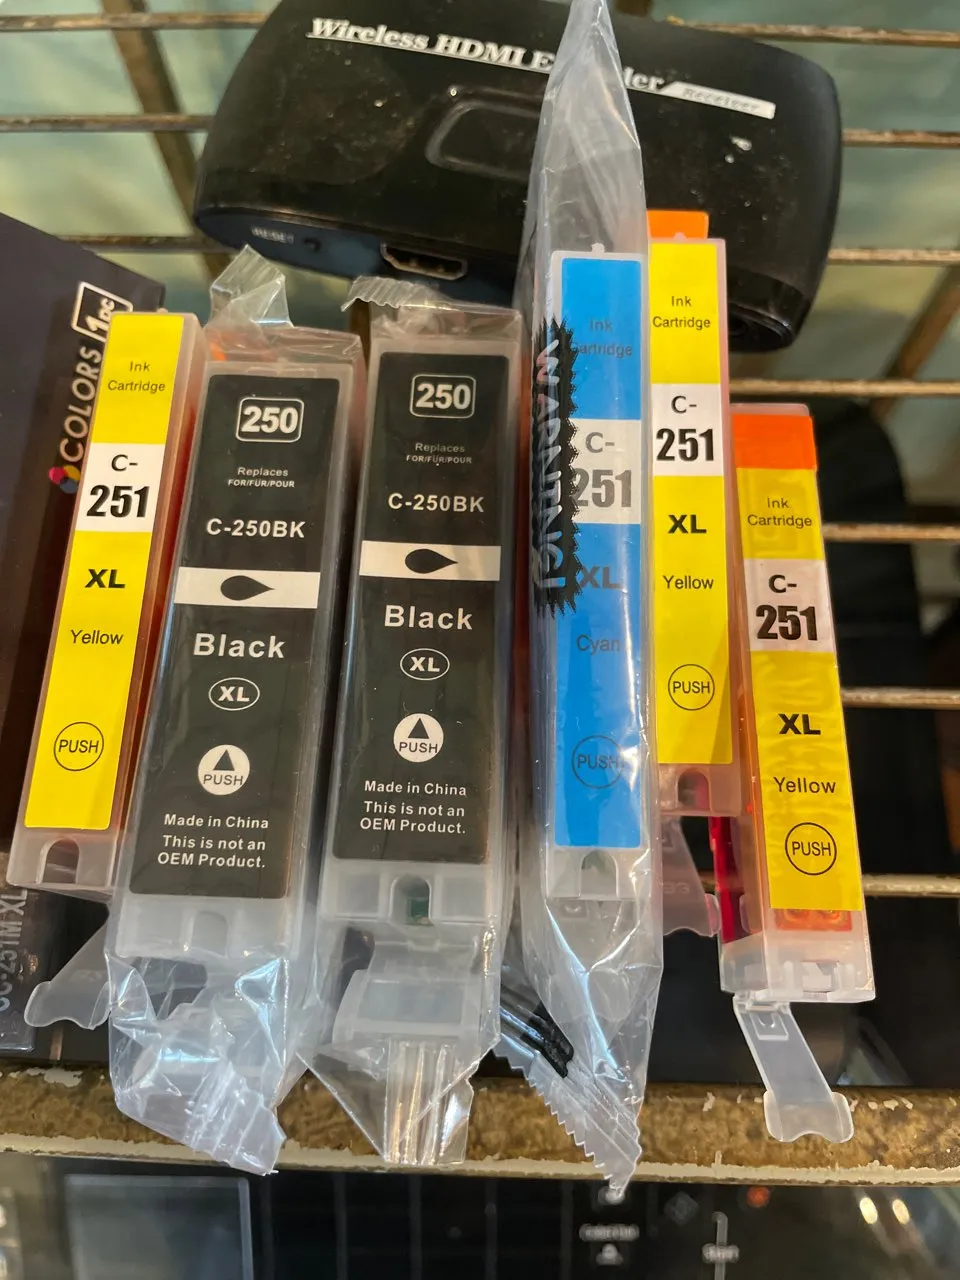 Wireless HDMI
Receiver
RESET
COLORS 1pc
Ink
Cartridge
C-
251
XL
Yellow
PUSH
250
Replaces
FOR/FÜR/POUR
C-250BK
Black
XL
PUSH
Made in China
This is not an
OEM Product.
250
Replaces
FOR/FÜR/POUR
C-250BK
Black
XL
PUSH
Made in China
This is not an
OEM Product.
WARNING!
Ink
Cartridge
C-
251
XL
Cyan
PUSH
Ink
Cartridge
C-
251
XL
Yellow
PUSH
Ink
Cartridge
C-
251
XL
Yellow
PUSH